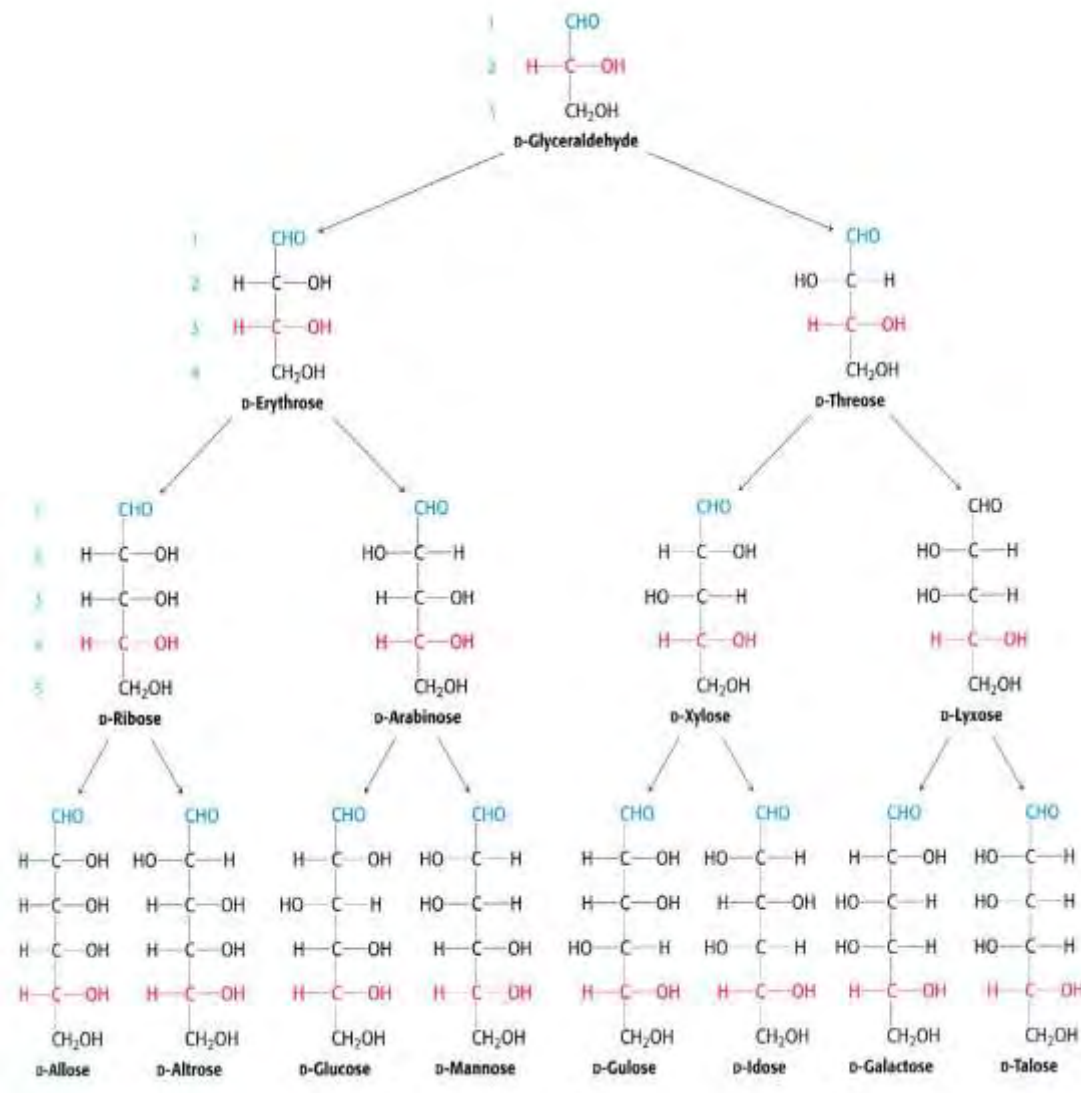 1 CHO
2 H—C—OH
CH₂OH
D-Glyceraldehyde
1 CHO CHO
2 H—C—OH HO—C—H
3 H—C—OH H—C—OH
4 CH₂OH CH₂OH
D-Erythrose D-Threose
CHO CHO CHO CHO
H—C—OH HO—C—H H—C—OH HO—C—H
3 H—C—OH H—C—OH HO—C—H HO—C—H
4 H—C—OH H—C—OH H—C—OH H—C—OH
5 CH₂OH CH₂OH CH₂OH CH₂OH
D-Ribose D-Arabinose D-Xylose D-Lyxose
CHO CHO CHO CHO CHO CHO CHO CHO
H—C—OH HO—C—H H—C—OH HO—C—H H—C—OH HO—C—H H—C—OH HO—C—H
H—C—OH H—C—OH HO—C—H HO—C—H H—C—OH H—C—OH HO—C—H HO—C—H
H—C—OH H—C—OH H—C—OH H—C—OH HO—C—H HO—C—H HO—C—H HO—C—H
H—C—OH H—C—OH H—C—OH H—C—OH H—C—OH H—C—OH H—C—OH H—C—OH
CH₂OH CH₂OH CH₂OH CH₂OH CH₂OH CH₂OH CH₂OH CH₂OH
D-Allose D-Altrose D-Glucose D-Mannose D-Gulose D-Idose D-Galactose D-Talose